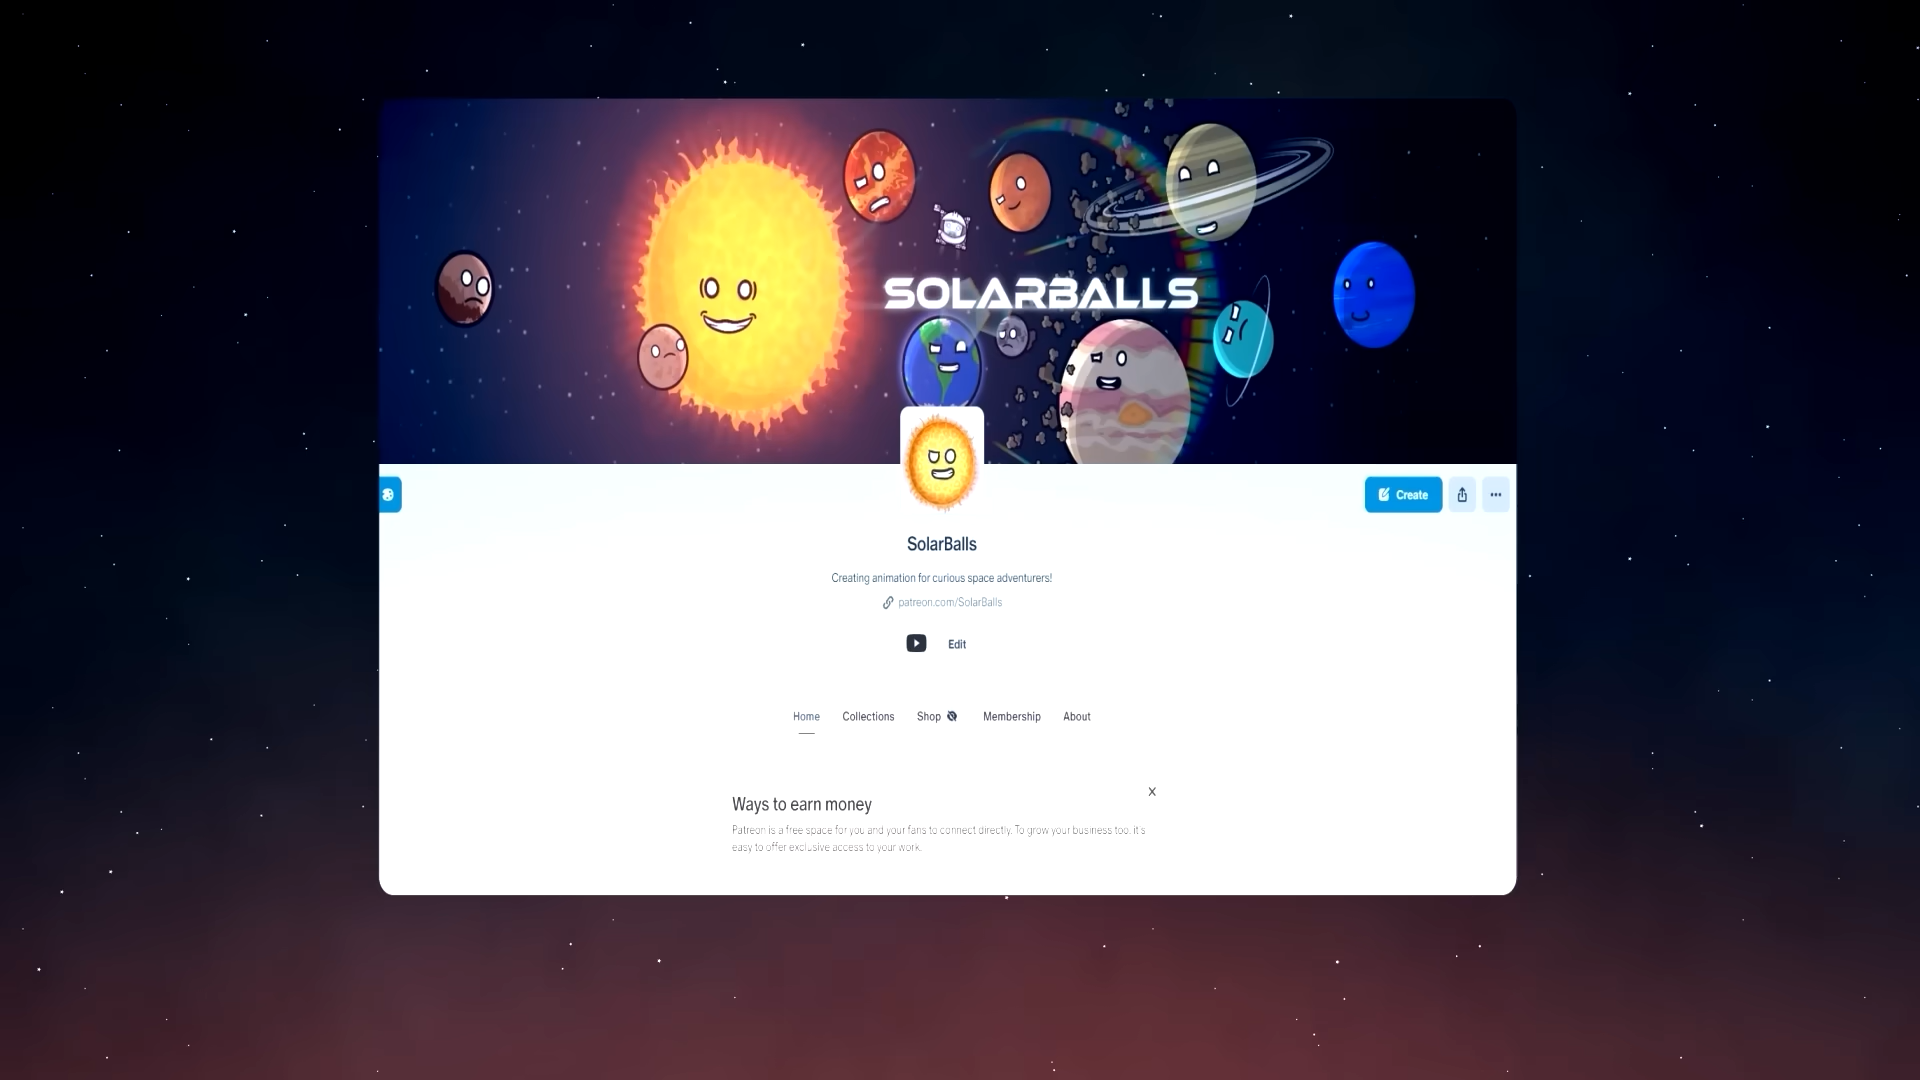 SOLARBALLS
Create
SolarBalls
Creating animation for curious space adventurers!
patreon.com/SolarBalls
Edit
Home Collections Shop Membership About
X
Ways to earn money
Patreon is a free space for you and your fans to connect directly. To grow your business too, it's
easy to offer exclusive access to your work.